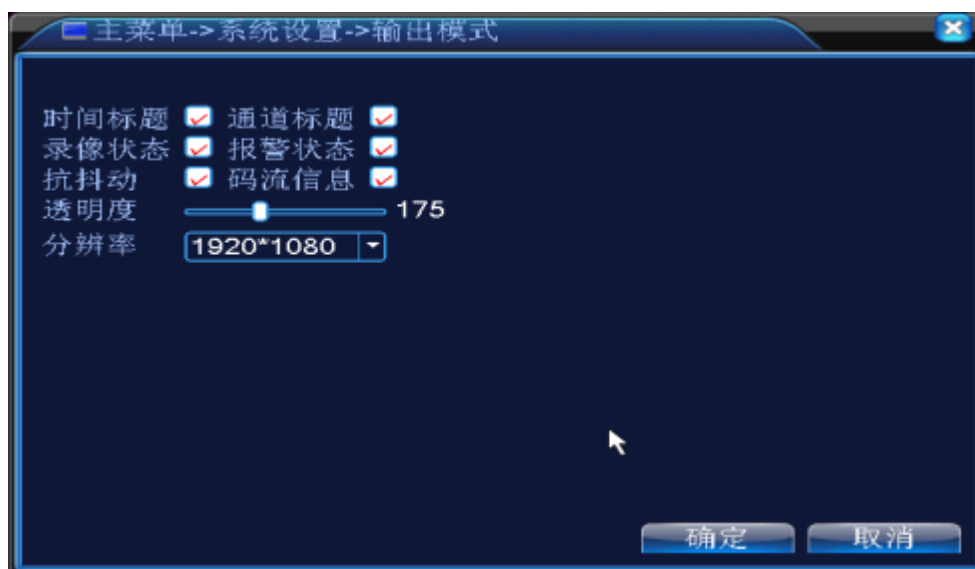 主菜单->系统设置->输出模式
时间标题 通道标题
录像状态 报警状态
抗抖动 码流信息
透明度 175
分辨率 1920*1080
确定 取消